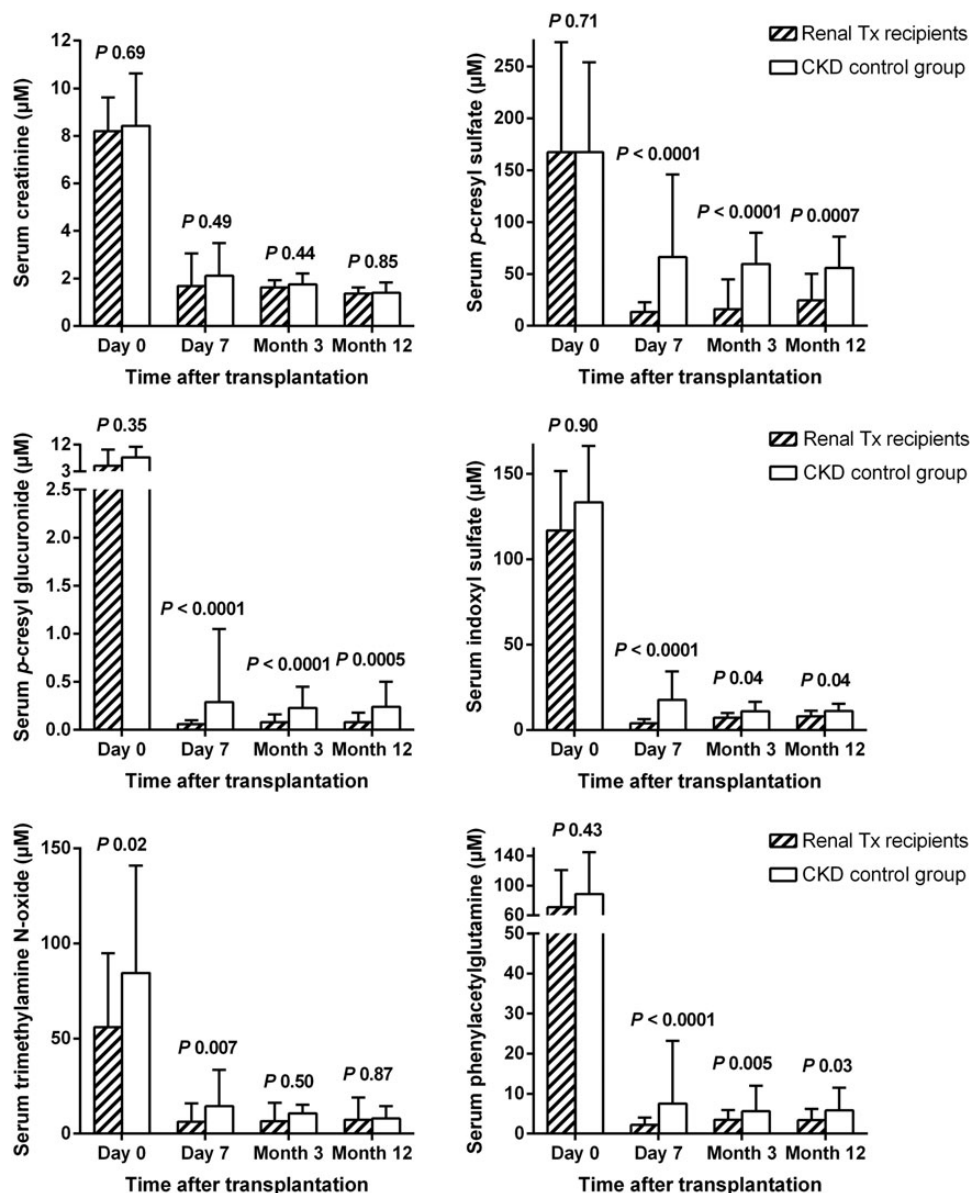 P 0.69
P 0.49
P 0.44
P 0.85
12
10
8
6
4
2
0
Serum creatinine (µM)
Day 0 Day 7 Month 3 Month 12
Time after transplantation
P 0.71
P < 0.0001
P < 0.0001
P 0.0007
250
200
150
100
50
0
Serum p-cresyl sulfate (µM)
Day 0 Day 7 Month 3 Month 12
Time after transplantation
Renal Tx recipients
CKD control group
P 0.35
P < 0.0001
P < 0.0001
P 0.0005
12
3
2.5
2.0
1.5
1.0
0.5
0.0
Serum p-cresyl glucuronide (µM)
Day 0 Day 7 Month 3 Month 12
Time after transplantation
P 0.90
P < 0.0001
P 0.04
P 0.04
150
100
50
0
Serum indoxyl sulfate (µM)
Day 0 Day 7 Month 3 Month 12
Time after transplantation
Renal Tx recipients
CKD control group
P 0.02
P 0.007
P 0.50
P 0.87
150
100
50
0
Serum trimethylamine N-oxide (µM)
Day 0 Day 7 Month 3 Month 12
Time after transplantation
P 0.43
P < 0.0001
P 0.005
P 0.03
140
100
60
50
40
30
20
10
0
Serum phenylacetylglutamine (µM)
Day 0 Day 7 Month 3 Month 12
Time after transplantation
Renal Tx recipients
CKD control group